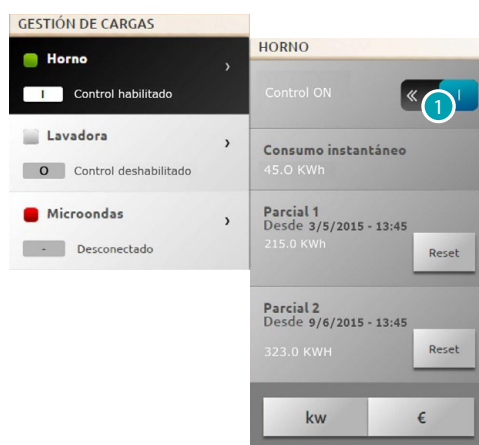 GESTIÓN DE CARGAS
Horno
I Control habilitado
Lavadora
O Control deshabilitado
Microondas
- Desconectado
HORNO
Control ON
« 1 I
Consumo instantáneo
45.0 KWh
Parcial 1
Desde 3/5/2015 - 13:45
215.0 KWh
Reset
Parcial 2
Desde 9/6/2015 - 13:45
323.0 KWH
Reset
kw €